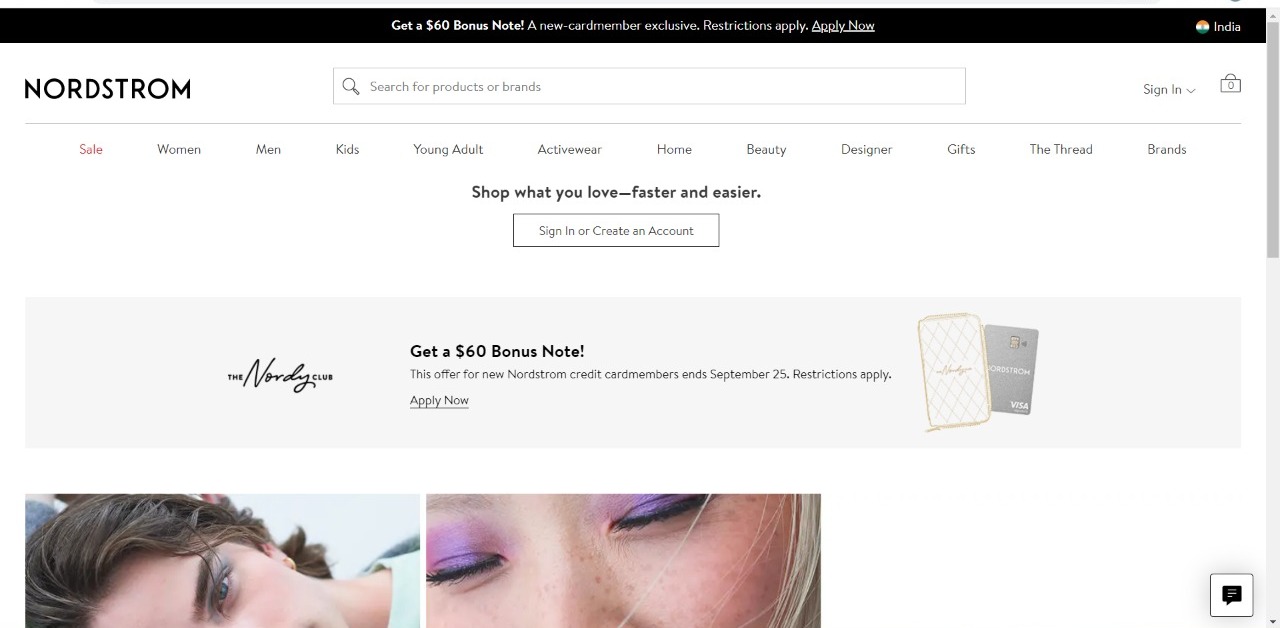 Get a $60 Bonus Note! A new-cardmember exclusive. Restrictions apply. Apply Now
India
NORDSTROM
Search for products or brands
Sign In
0
Sale Women Men Kids Young Adult Activewear Home Beauty Designer Gifts The Thread Brands
Shop what you love—faster and easier.
Sign In or Create an Account
THE Nordy CLUB
Get a $60 Bonus Note!
This offer for new Nordstrom credit cardmembers ends September 25. Restrictions apply.
Apply Now
NORDSTROM
VISA